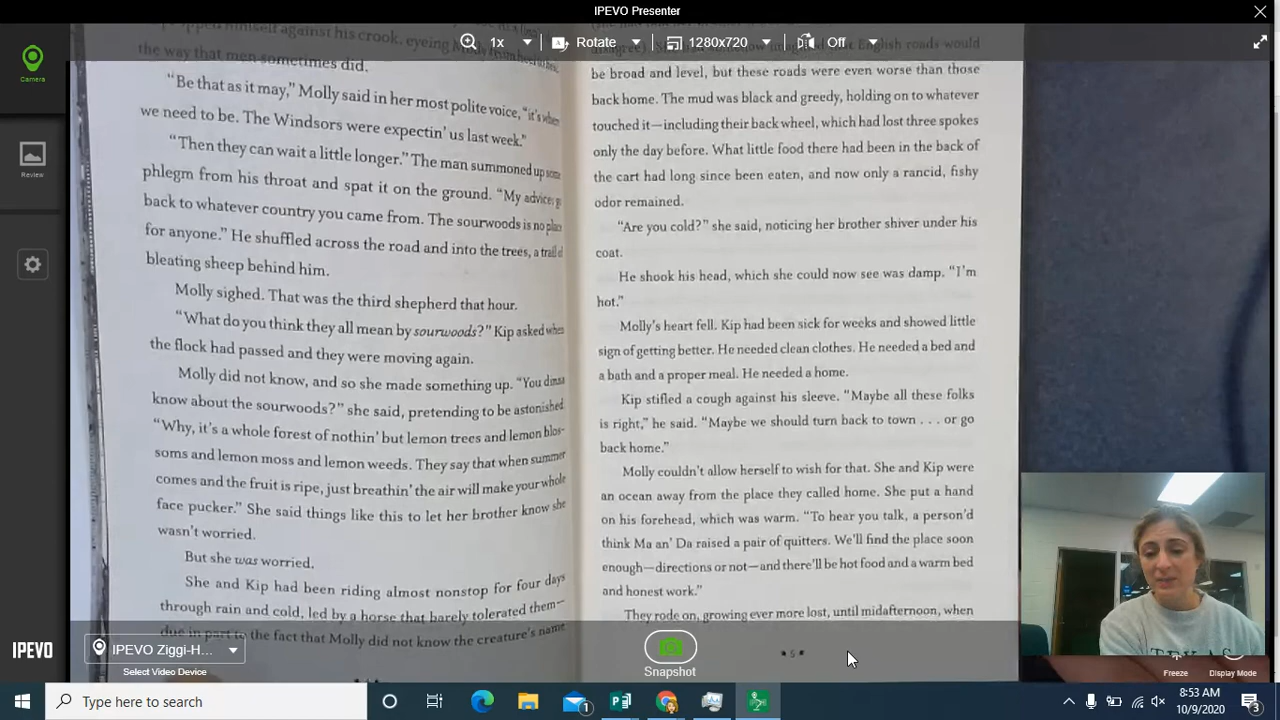 IPEVO Presenter
1x
Rotate
1280x720
Off
Camera
Review
himself against his crook, eyeing Molly from head to
the way that men sometimes did.
“Be that as it may,” Molly said in her most polite voice, “it’s when
we need to be. The Windsors were expectin’ us last week.”
“Then they can wait a little longer.” The man summoned up some
phlegm from his throat and spat it on the ground. “My advice: go
back to whatever country you came from. The sourwoods is no place
for anyone.” He shuffled across the road and into the trees, a trail of
bleating sheep behind him.
Molly sighed. That was the third shepherd that hour.
“What do you think they all mean by sourwoods?” Kip asked when
the flock had passed and they were moving again.
Molly did not know, and so she made something up. “You dinna
know about the sourwoods?” she said, pretending to be astonished.
“Why, it’s a whole forest of nothin’ but lemon trees and lemon blos-
soms and lemon moss and lemon weeds. They say that when summer
comes and the fruit is ripe, just breathin’ the air will make your whole
face pucker.” She said things like this to let her brother know she
wasn’t worried.
But she was worried.
She and Kip had been riding almost nonstop for four days
through rain and cold, led by a horse that barely tolerated them—
due in part to the fact that Molly did not know the creature’s name
English roads would
be broad and level, but these roads were even worse than those
back home. The mud was black and greedy, holding on to whatever
touched it—including their back wheel, which had lost three spokes
only the day before. What little food there had been in the back of
the cart had long since been eaten, and now only a rancid, fishy
odor remained.
“Are you cold?” she said, noticing her brother shiver under his
coat.
He shook his head, which she could now see was damp. “I’m
hot.”
Molly’s heart fell. Kip had been sick for weeks and showed little
sign of getting better. He needed clean clothes. He needed a bed and
a bath and a proper meal. He needed a home.
Kip stifled a cough against his sleeve. “Maybe all these folks
is right,” he said. “Maybe we should turn back to town . . . or go
back home.”
Molly couldn’t allow herself to wish for that. She and Kip were
an ocean away from the place they called home. She put a hand
on his forehead, which was warm. “To hear you talk, a person’d
think Ma an’ Da raised a pair of quitters. We’ll find the place soon
enough—directions or not—and there’ll be hot food and a warm bed
and honest work.”
They rode on, growing ever more lost, until midafternoon, when
5
IPEVO
IPEVO Ziggi-H...
Select Video Device
Snapshot
Freeze
Display Mode
Type here to search
1
8:53 AM
10/9/2020
3